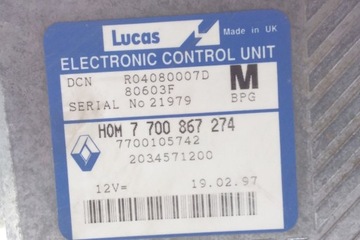 Lucas Made in UK
ELECTRONIC CONTROL UNIT
DCN R04080007D M
80603F
SERIAL No 21979 BPG
HOM 7 700 867 274
7700105742
2034571200
12V= 19.02.97